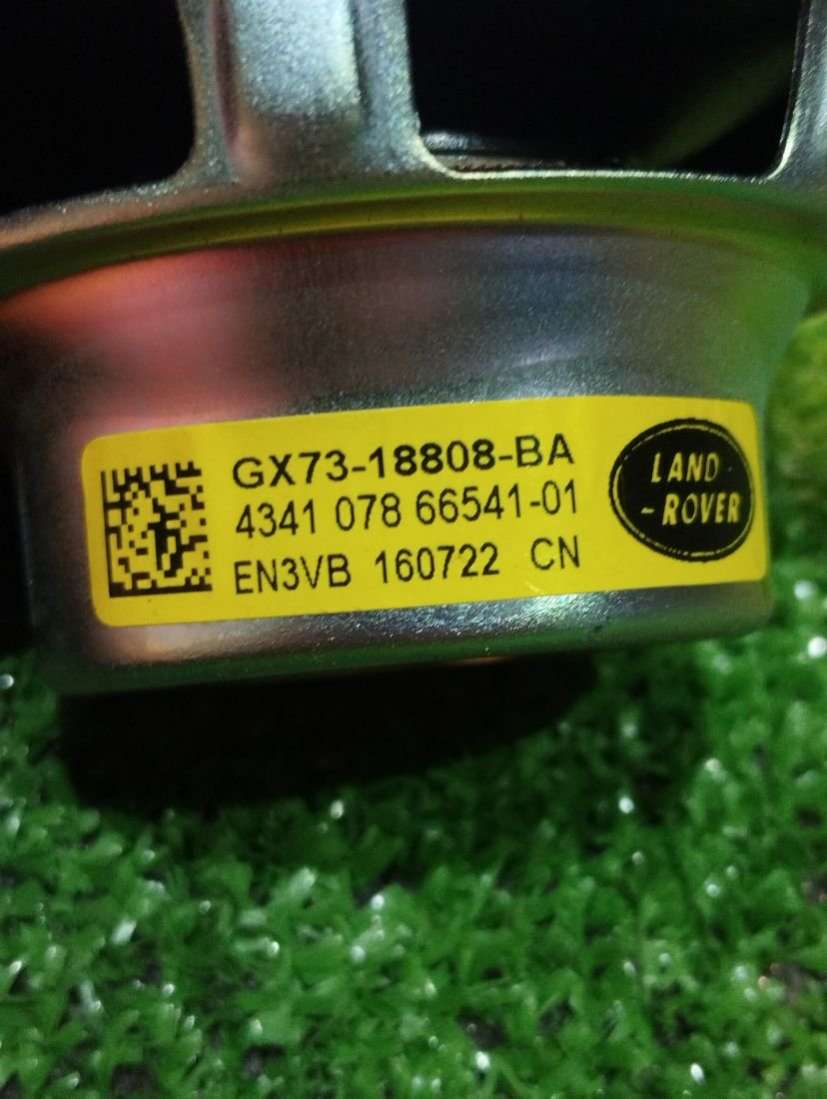 GX73-18808-BA
4341 078 66541-01
EN3VB 160722 CN
LAND
-ROVER